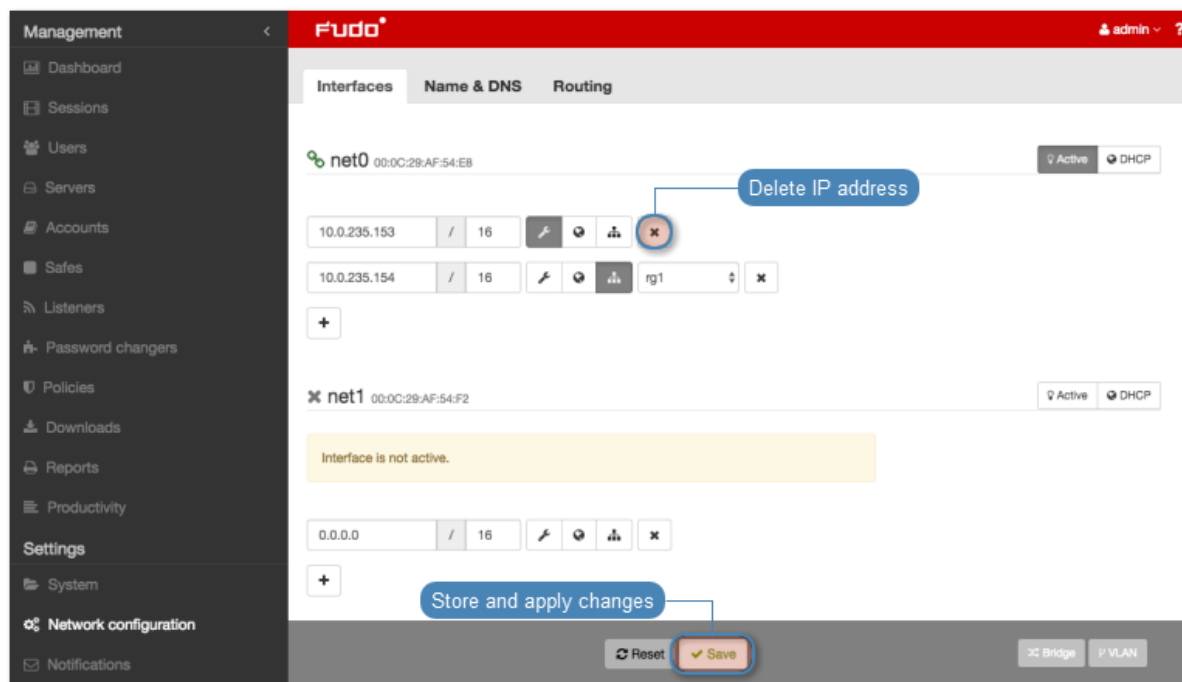 Management
Dashboard
Sessions
Users
Servers
Accounts
Safes
Listeners
Password changers
Policies
Downloads
Reports
Productivity
Settings
System
Network configuration
Notifications
FUDO
admin ?
Interfaces Name & DNS Routing
net0 00:0C:29:AF:54:E8
Active DHCP
Delete IP address
10.0.235.153 / 16
10.0.235.154 / 16 rg1
+
net1 00:0C:29:AF:54:F2
Active DHCP
Interface is not active.
0.0.0.0 / 16
+
Store and apply changes
Reset Save
Bridge VLAN